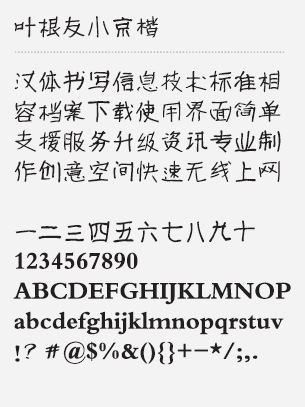 叶根友小京楷
汉体书写信息技术标准相
容档案下载使用界面简单
支援服务升级资讯专业制
作创意空间快速无线上网
一二三四五六七八九十
1234567890
ABCDEFGHIJKLMNOP
abcdefghijklmnopqrstuv
!? #@$%&(){}+−*/;,.